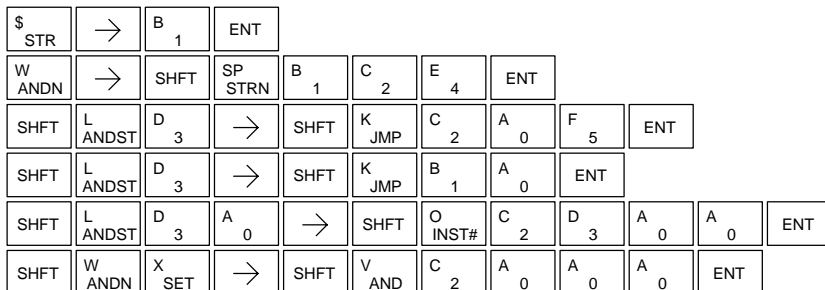 $ STR → B 1 ENT
W ANDN → SHFT SP STRN B 1 C 2 E 4 ENT
SHFT L ANDST D 3 → SHFT K JMP C 2 A 0 F 5 ENT
SHFT L ANDST D 3 → SHFT K JMP B 1 A 0 ENT
SHFT L ANDST D 3 A 0 → SHFT O INST# C 2 D 3 A 0 A 0 ENT
SHFT W ANDN X SET → SHFT V AND C 2 A 0 A 0 A 0 ENT